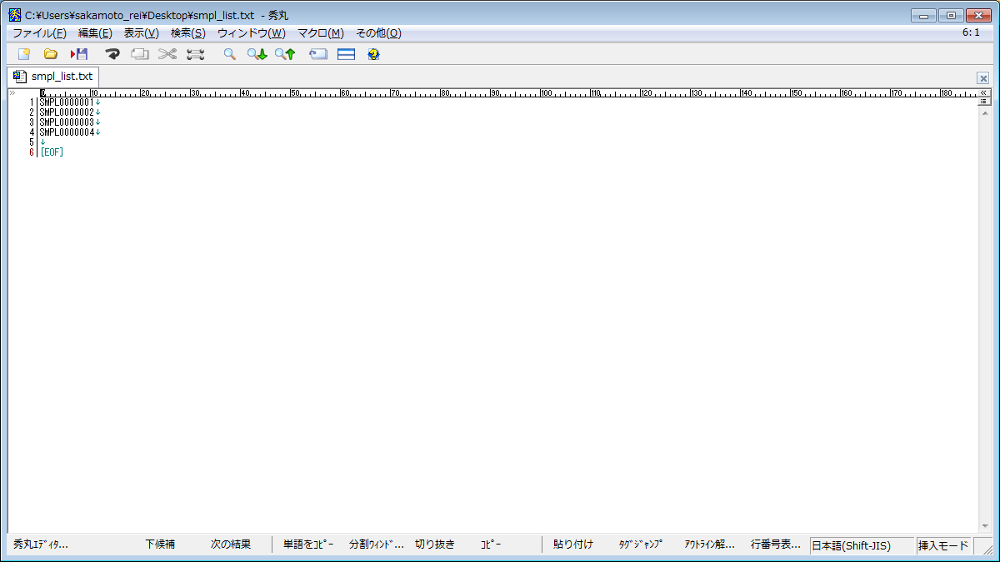 C:¥Users¥sakamoto_rei¥Desktop¥smpl_list.txt - 秀丸
ファイル(F) 編集(E) 表示(V) 検索(S) ウィンドウ(W) マクロ(M) その他(O) 6:1
smpl_list.txt
0 10 20 30 40 50 60 70 80 90 100 110 120 130 140 150 160 170 180
1 SMPL0000001↓
2 SMPL0000002↓
3 SMPL0000003↓
4 SMPL0000004↓
5 ↓
6 [EOF]
秀丸ｴﾃﾞｨﾀ... 下候補 次の結果 単語をｺﾋﾟｰ 分割ｳｨﾝﾄﾞ... 切り抜き ｺﾋﾟｰ 貼り付け ﾀｸﾞｼﾞｬﾝﾌﾟ ｱｳﾄﾗｲﾝ解... 行番号表... 日本語(Shift-JIS) 挿入モード